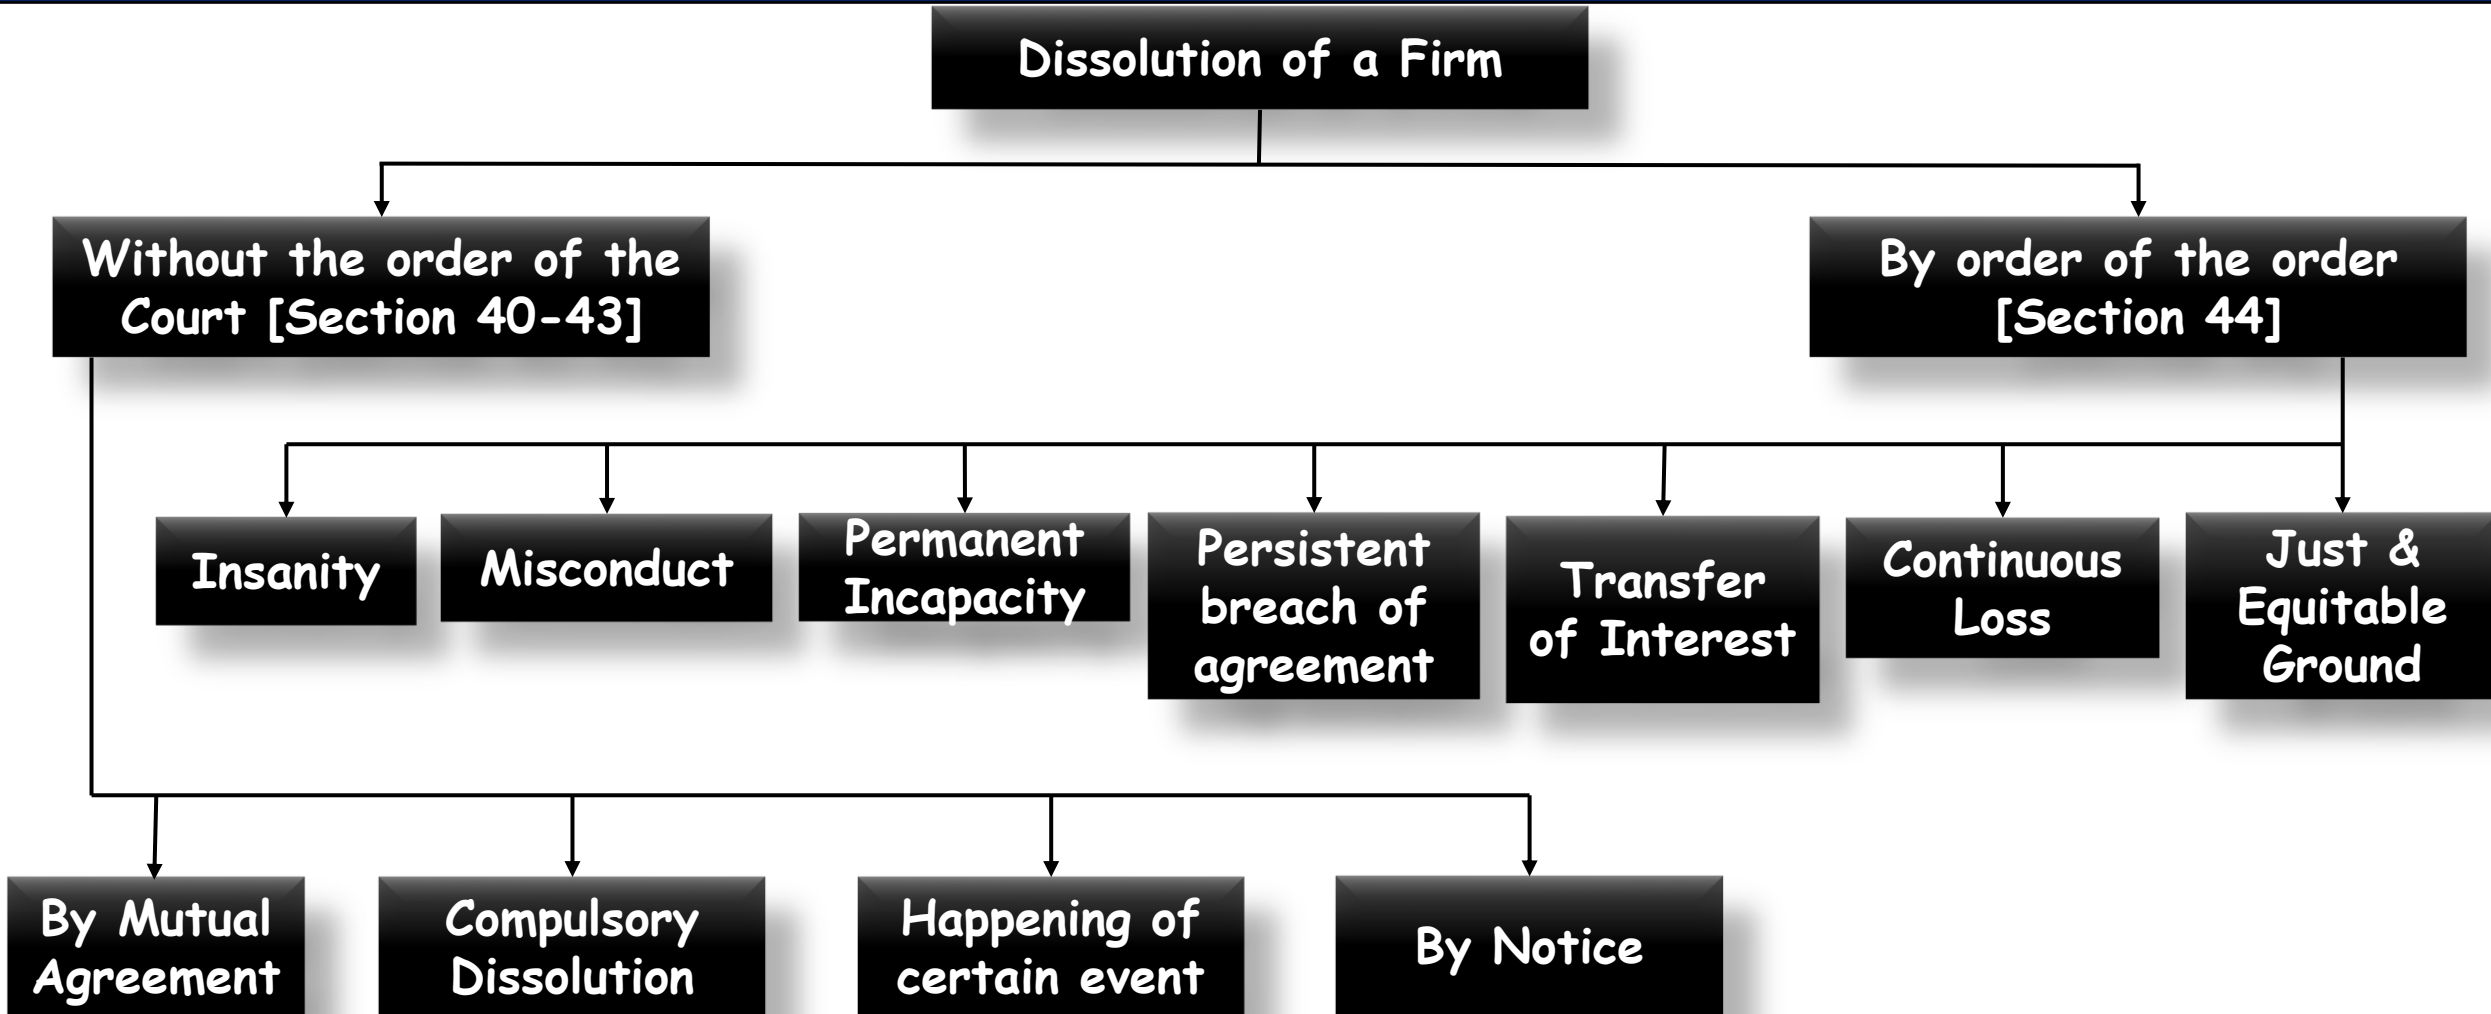 Dissolution of a Firm
Without the order of the
Court [Section 40-43]
By order of the order
[Section 44]
Insanity
Misconduct
Permanent
Incapacity
Persistent
breach of
agreement
Transfer
of Interest
Continuous
Loss
Just &
Equitable
Ground
By Mutual
Agreement
Compulsory
Dissolution
Happening of
certain event
By Notice